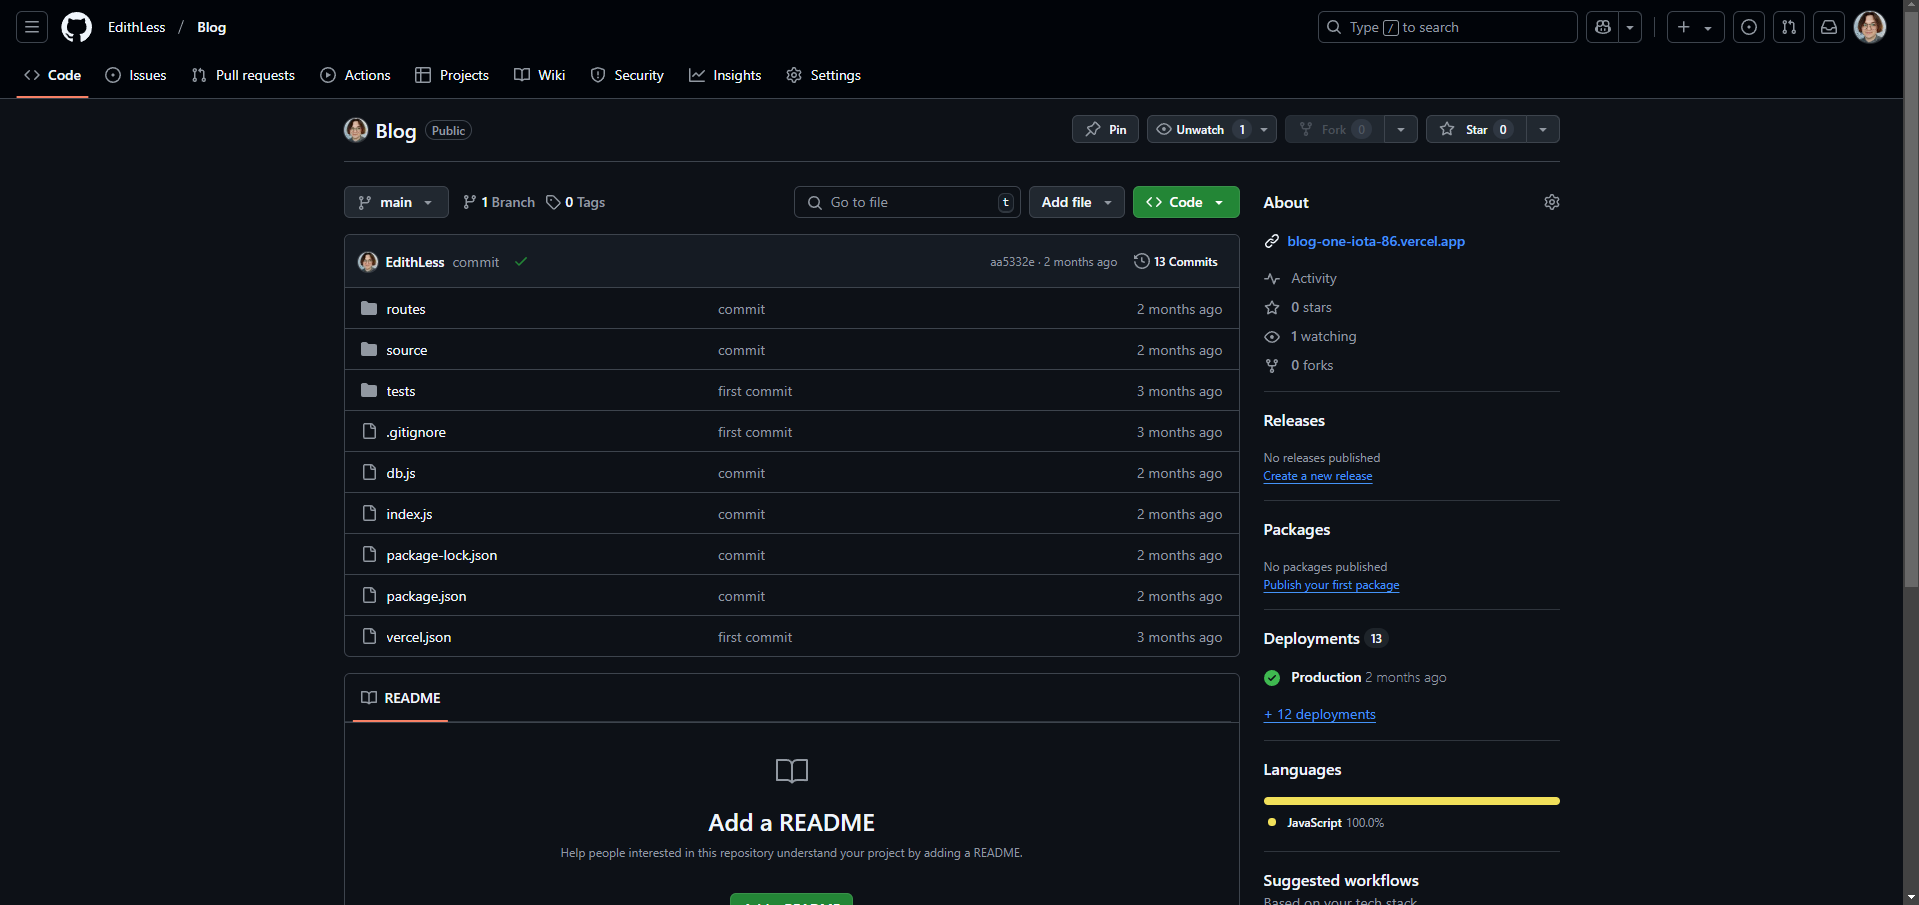 EdithLess / Blog
Type / to search
Code Issues Pull requests Actions Projects Wiki Security Insights Settings
Blog Public
Pin Unwatch 1 Fork 0 Star 0
main 1 Branch 0 Tags Go to file t Add file Code
EdithLess commit aa5332e · 2 months ago 13 Commits
routes commit 2 months ago
source commit 2 months ago
tests first commit 3 months ago
.gitignore first commit 3 months ago
db.js commit 2 months ago
index.js commit 2 months ago
package-lock.json commit 2 months ago
package.json commit 2 months ago
vercel.json first commit 3 months ago
README
Add a README
Help people interested in this repository understand your project by adding a README.
About
blog-one-iota-86.vercel.app
Activity
0 stars
1 watching
0 forks
Releases
No releases published
Create a new release
Packages
No packages published
Publish your first package
Deployments 13
Production 2 months ago
+ 12 deployments
Languages
JavaScript 100.0%
Suggested workflows
Based on your tech stack